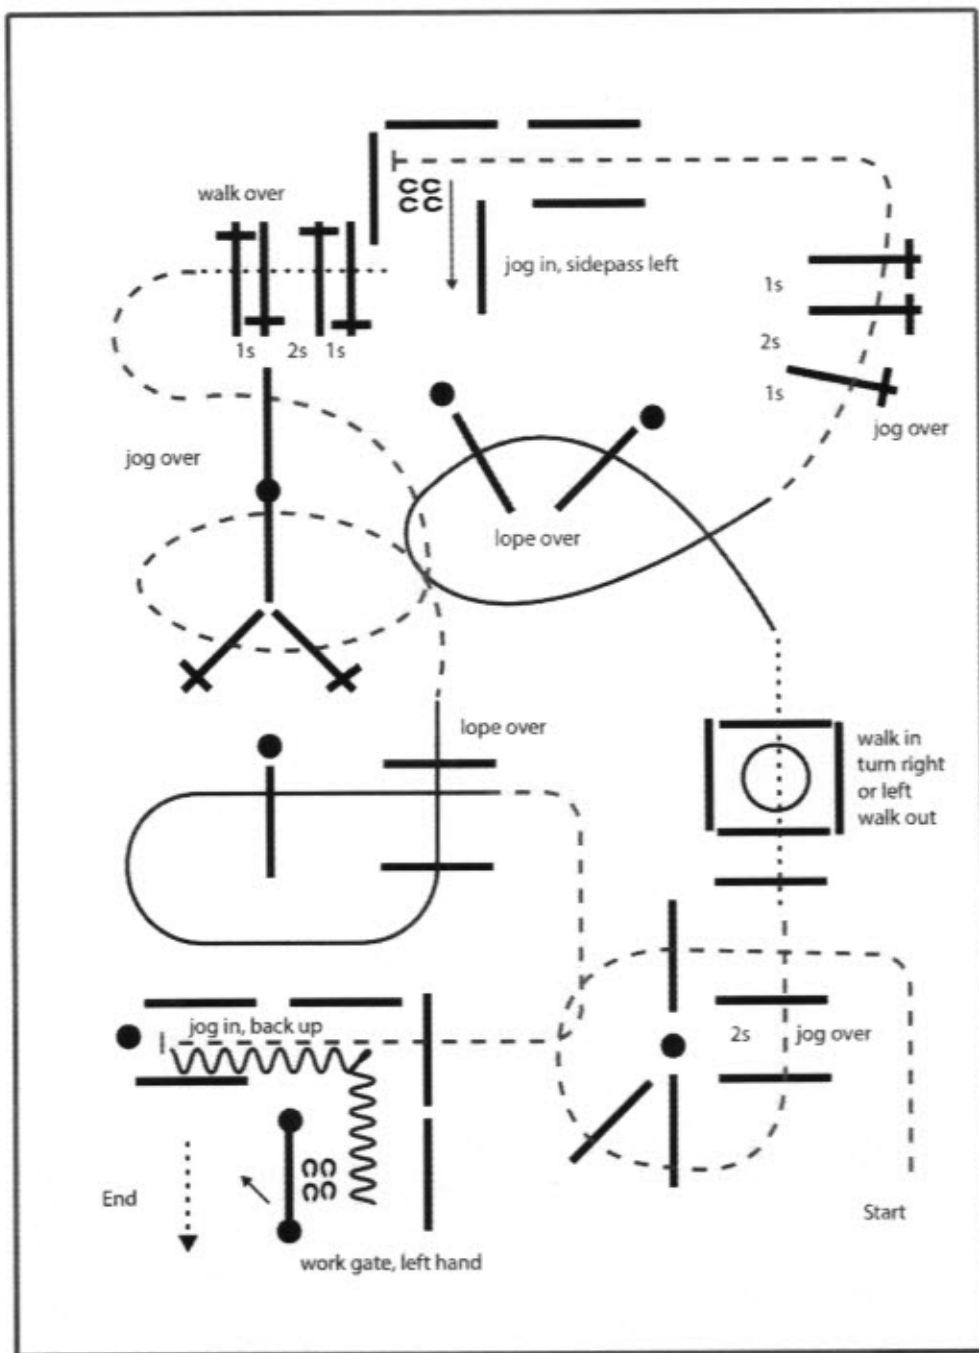 walk over
jog in, sidepass left
1s
2s
1s
1s
2s
1s
jog over
jog over
lope over
lope over
walk in
turn right
or left
walk out
jog in, back up
2s
jog over
End
Start
work gate, left hand